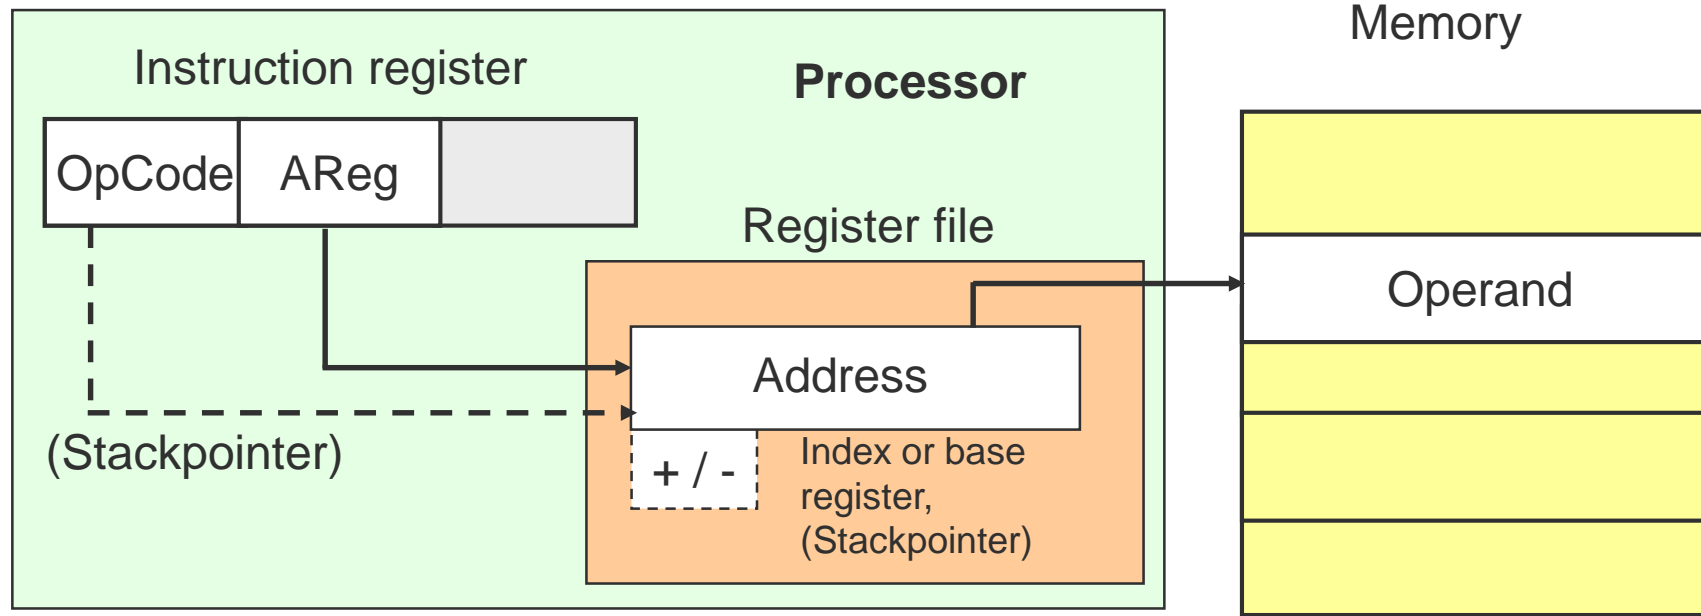 Memory
Instruction register
Processor
OpCode
AReg
Register file
Operand
Address
(Stackpointer)
+ / -
Index or base
register,
(Stackpointer)